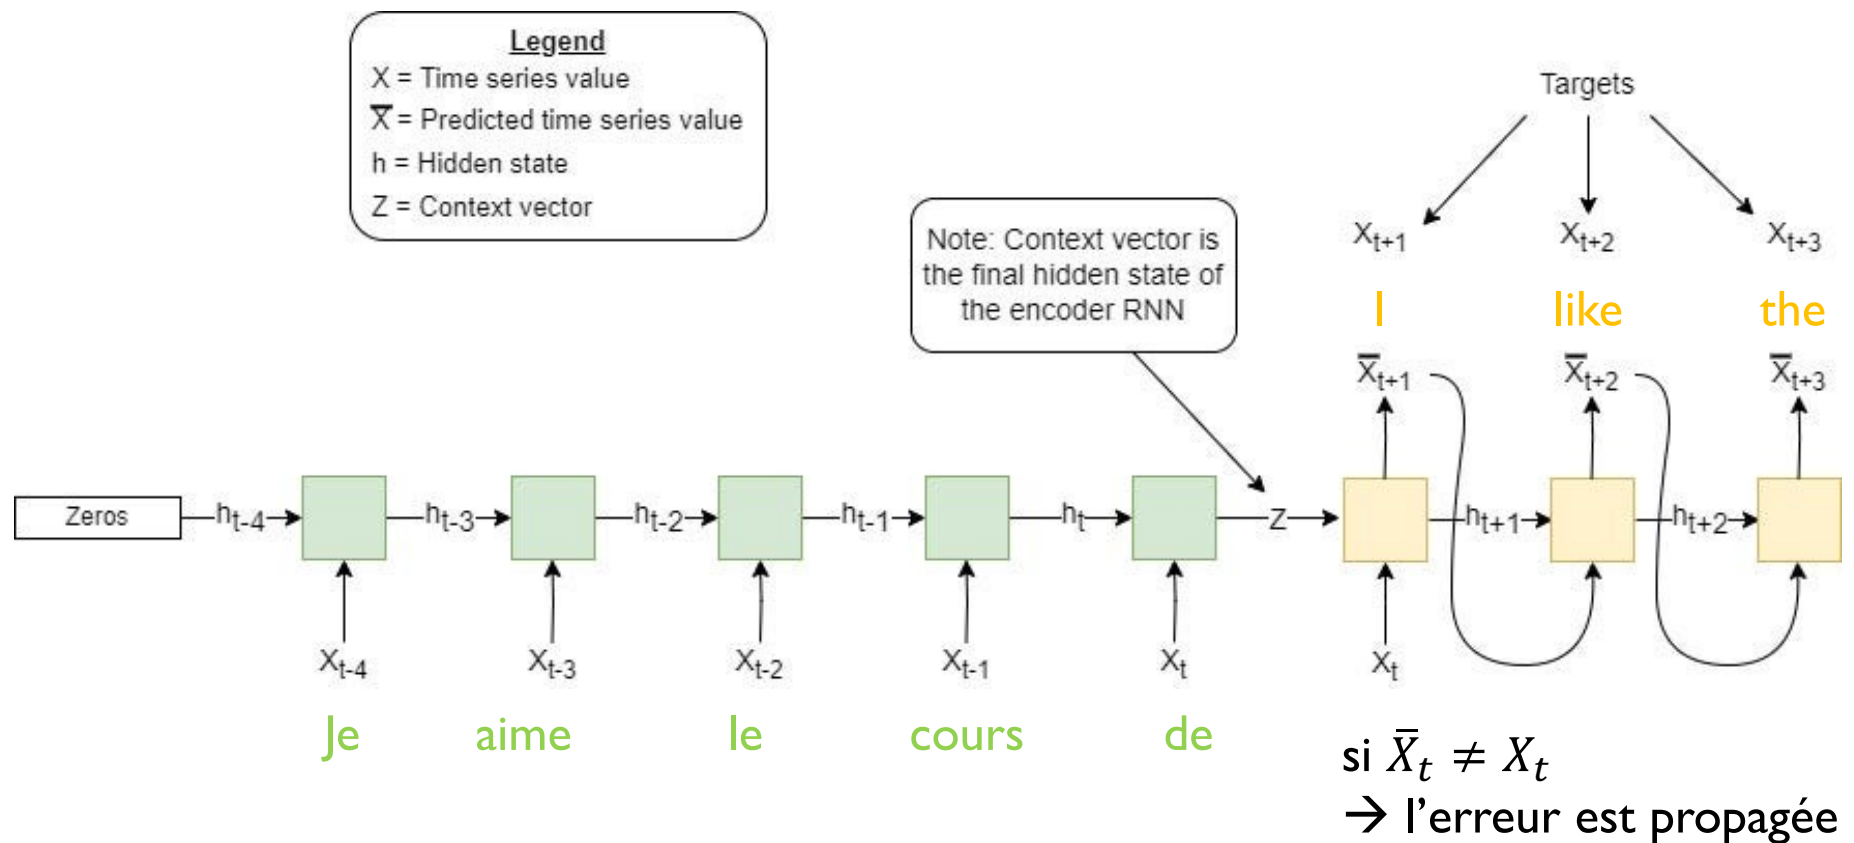 Legend
X = Time series value
X̅ = Predicted time series value
h = Hidden state
Z = Context vector
Note: Context vector is
the final hidden state of
the encoder RNN
Targets
Xt+1 Xt+2 Xt+3
I like the
X̅t+1 X̅t+2 X̅t+3
Zeros ht-4 ht-3 ht-2 ht-1 ht Z ht+1 ht+2
Xt-4 Xt-3 Xt-2 Xt-1 Xt Xt
Je aime le cours de
si X̅t ≠ Xt
→ l'erreur est propagée